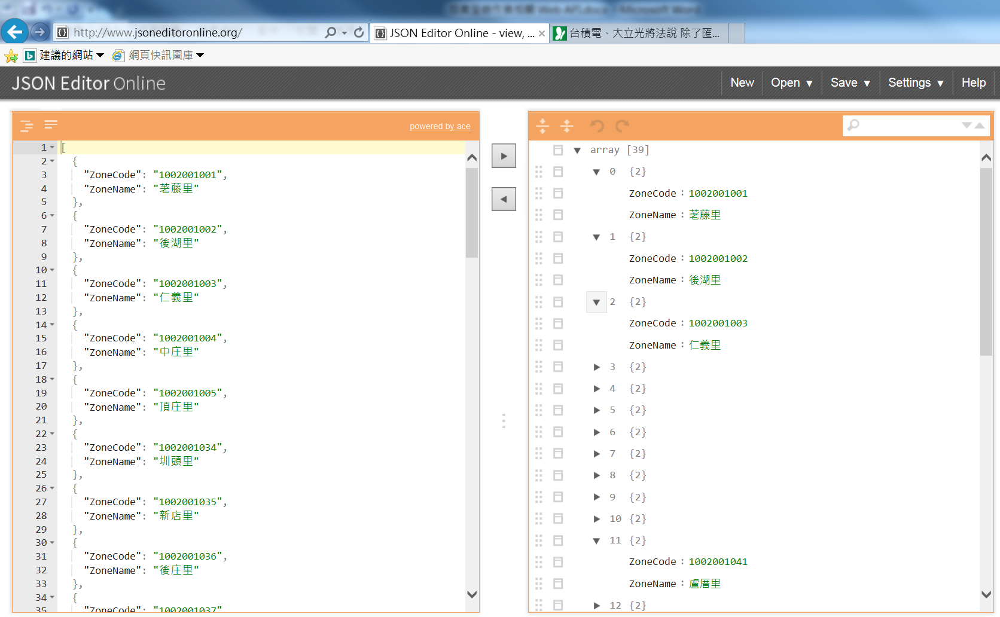 http://www.jsoneditoronline.org/
JSON Editor Online - view, ...
台積電、大立光將法說 除了匯...
建議的網站
網頁快訊圖庫
JSON Editor Online
New
Open
Save
Settings
Help
powered by ace
1 [
2 {
3 "ZoneCode": "1002001001",
4 "ZoneName": "荖藤里"
5 },
6 {
7 "ZoneCode": "1002001002",
8 "ZoneName": "後湖里"
9 },
10 {
11 "ZoneCode": "1002001003",
12 "ZoneName": "仁義里"
13 },
14 {
15 "ZoneCode": "1002001004",
16 "ZoneName": "中庄里"
17 },
18 {
19 "ZoneCode": "1002001005",
20 "ZoneName": "頂庄里"
21 },
22 {
23 "ZoneCode": "1002001034",
24 "ZoneName": "圳頭里"
25 },
26 {
27 "ZoneCode": "1002001035",
28 "ZoneName": "新店里"
29 },
30 {
31 "ZoneCode": "1002001036",
32 "ZoneName": "後庄里"
33 },
34 {
35 "ZoneCode": "1002001037"
array [39]
0 {2}
ZoneCode : 1002001001
ZoneName : 荖藤里
1 {2}
ZoneCode : 1002001002
ZoneName : 後湖里
2 {2}
ZoneCode : 1002001003
ZoneName : 仁義里
3 {2}
4 {2}
5 {2}
6 {2}
7 {2}
8 {2}
9 {2}
10 {2}
11 {2}
ZoneCode : 1002001041
ZoneName : 盧厝里
12 {2}